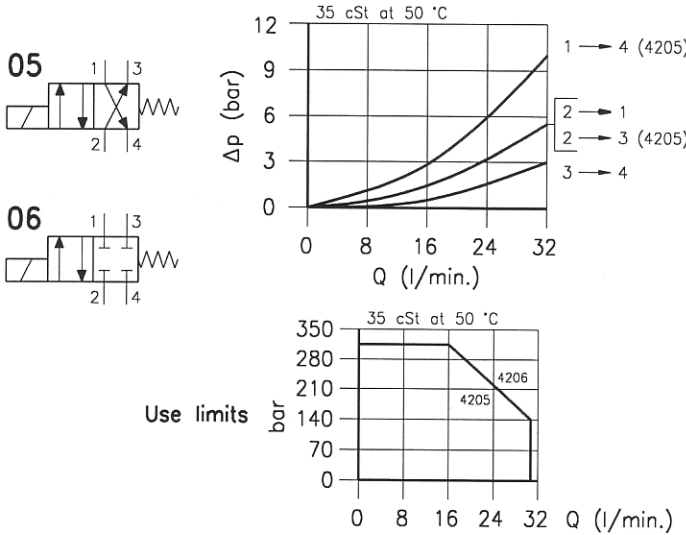 35 cSt at 50 °C
05
1 3
2 4
06
1 3
2 4
Δp (bar)
12
9
6
3
0
0 8 16 24 32
Q (l/min.)
1 → 4 (4205)
2 → 1
2 → 3 (4205)
3 → 4
35 cSt at 50 °C
Use limits
bar
350
280
210
140
70
0
4206
4205
0 8 16 24 32 Q (l/min.)